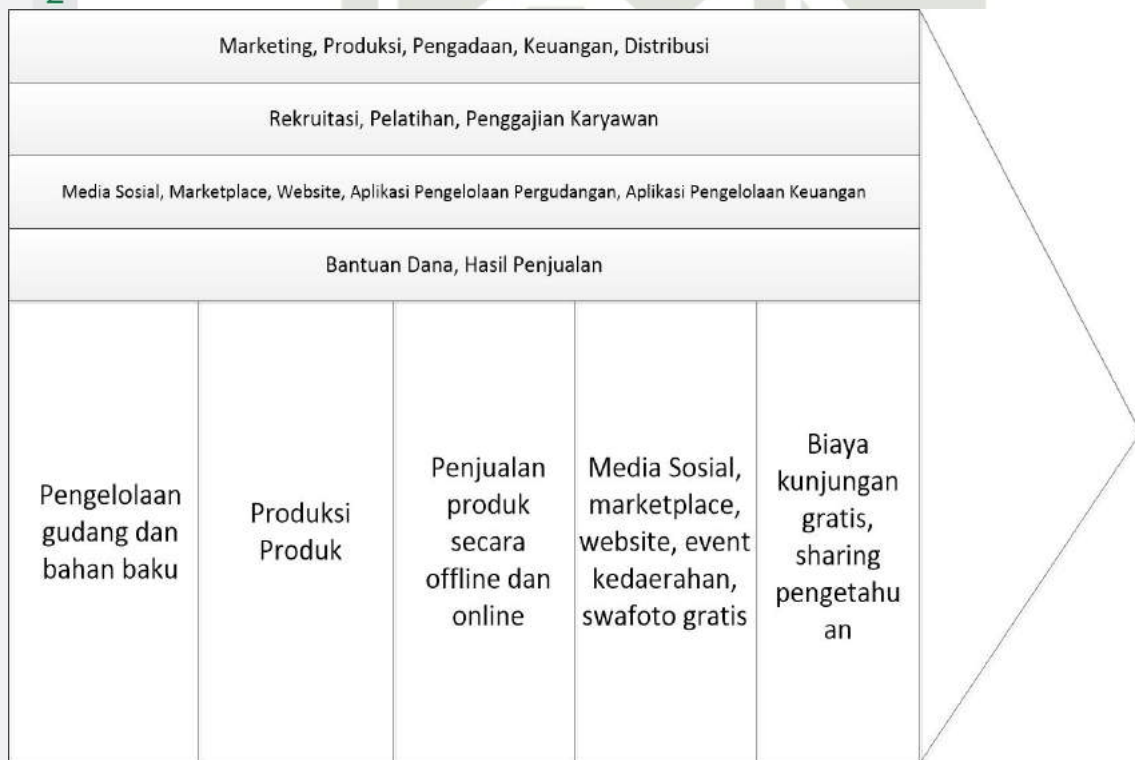 Marketing, Produksi, Pengadaan, Keuangan, Distribusi
Rekruitasi, Pelatihan, Penggajian Karyawan
Media Sosial, Marketplace, Website, Aplikasi Pengelolaan Pergudangan, Aplikasi Pengelolaan Keuangan
Bantuan Dana, Hasil Penjualan
Pengelolaan
gudang dan
bahan baku
Produksi
Produk
Penjualan
produk
secara
offline dan
online
Media Sosial,
marketplace,
website, event
kedaerahan,
swafoto gratis
Biaya
kunjungan
gratis,
sharing
pengetahu
an